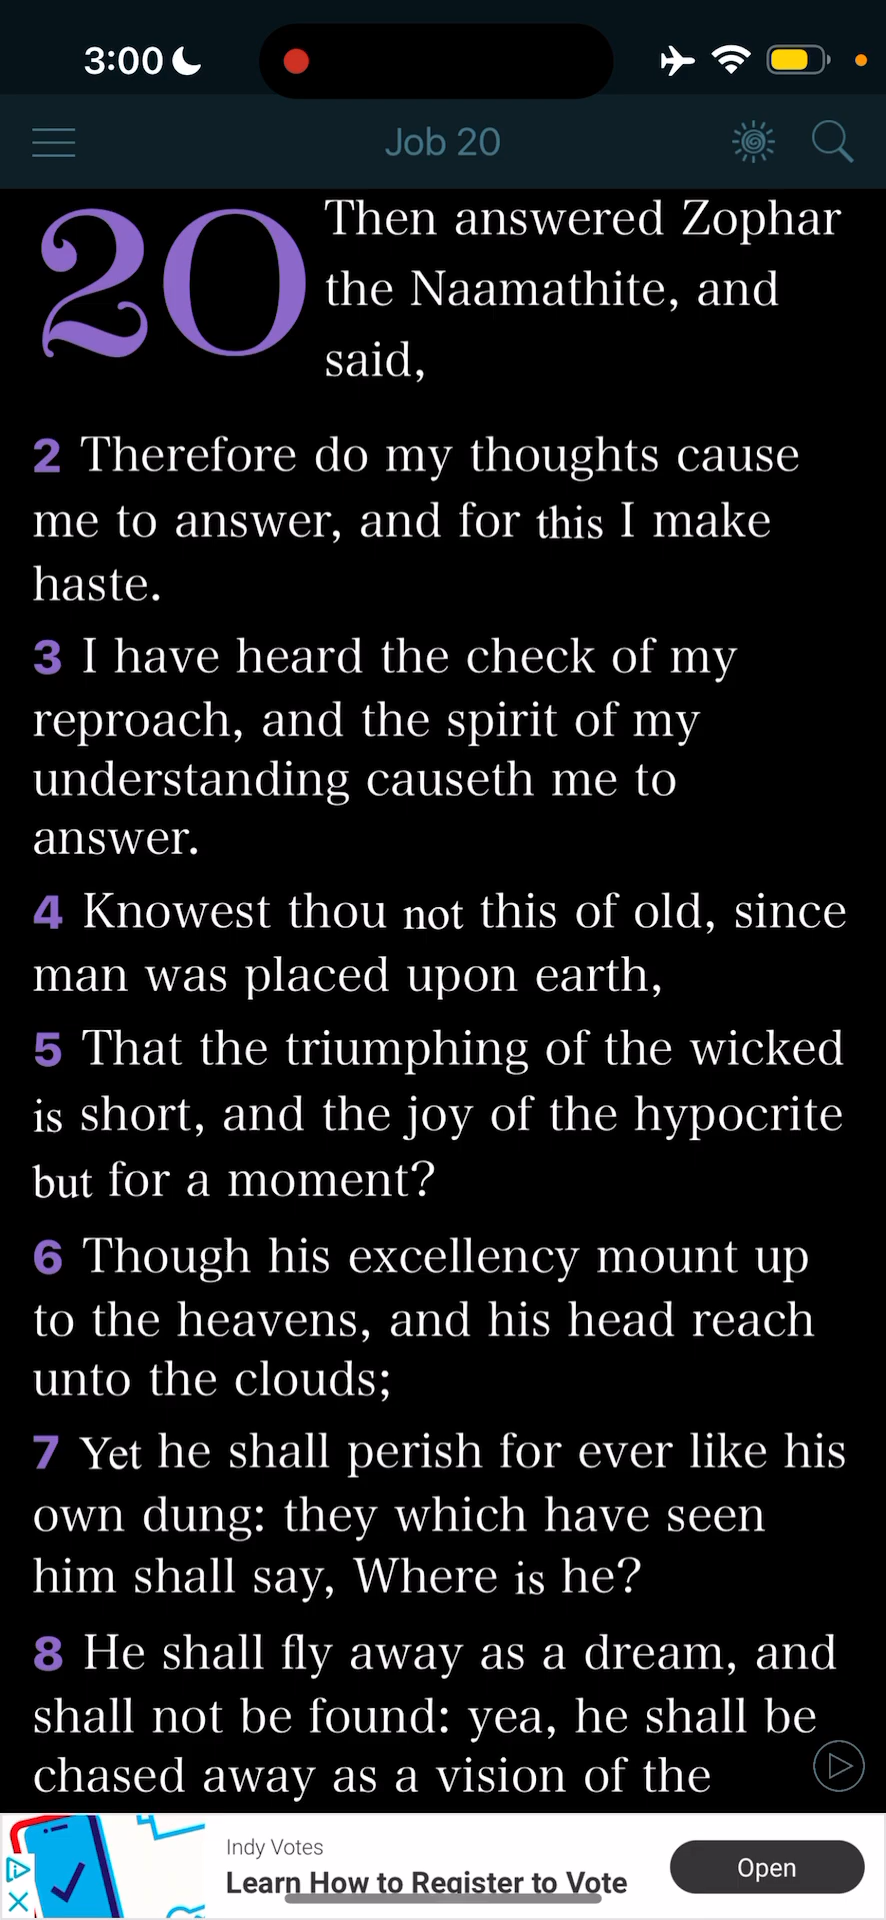 3:00
Job 20
20 Then answered Zophar
the Naamathite, and
said,
2 Therefore do my thoughts cause
me to answer, and for this I make
haste.
3 I have heard the check of my
reproach, and the spirit of my
understanding causeth me to
answer.
4 Knowest thou not this of old, since
man was placed upon earth,
5 That the triumphing of the wicked
is short, and the joy of the hypocrite
but for a moment?
6 Though his excellency mount up
to the heavens, and his head reach
unto the clouds;
7 Yet he shall perish for ever like his
own dung: they which have seen
him shall say, Where is he?
8 He shall fly away as a dream, and
shall not be found: yea, he shall be
chased away as a vision of the
Indy Votes
Learn How to Register to Vote
Open